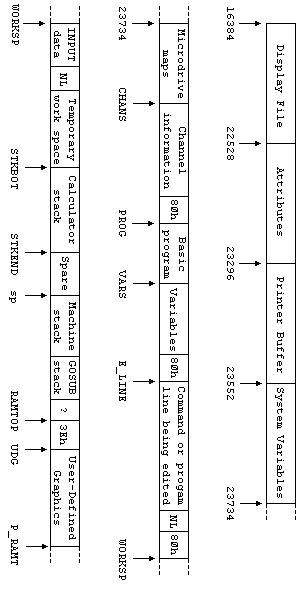 Display File
Attributes
Printer Buffer
System Variables
16384
22528
23296
23552
23734
Microdrive
maps
Channel
information
80h
Basic
program
Variables
80h
Command or progam
line being edited
NL
80h
23734
CHANS
PROG
VARS
E_LINE
WORKSP
INPUT
data
NL
Temporary
work space
Calculator
stack
Spare
Machine
stack
GOSUB
stack
?
3Eh
User-Defined
Graphics
WORKSP
STKBOT
STKEND
sp
RAMTOP
UDG
P_RAMT